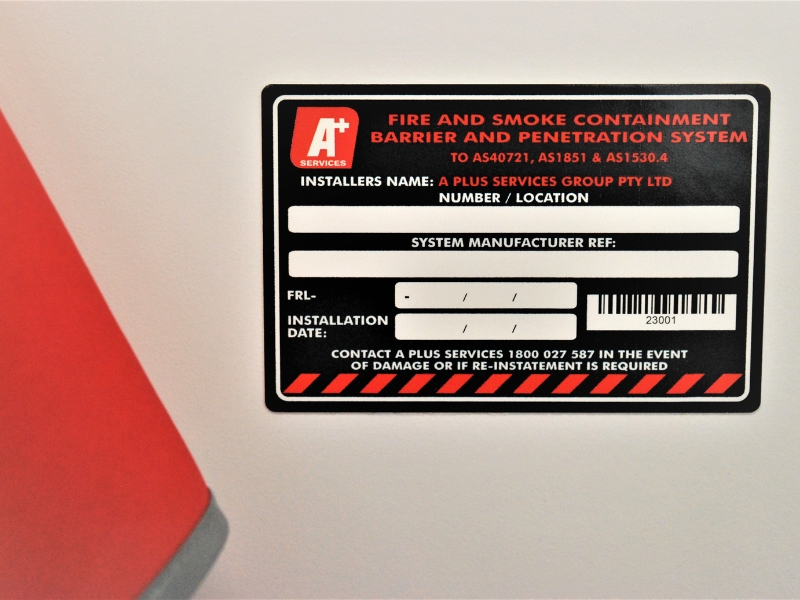 A+
SERVICES
FIRE AND SMOKE CONTAINMENT
BARRIER AND PENETRATION SYSTEM
TO AS40721, AS1851 & AS1530.4
INSTALLERS NAME: A PLUS SERVICES GROUP PTY LTD
NUMBER / LOCATION
SYSTEM MANUFACTURER REF:
FRL- - / /
23001
INSTALLATION
DATE: / /
CONTACT A PLUS SERVICES 1800 027 587 IN THE EVENT
OF DAMAGE OR IF RE-INSTATEMENT IS REQUIRED